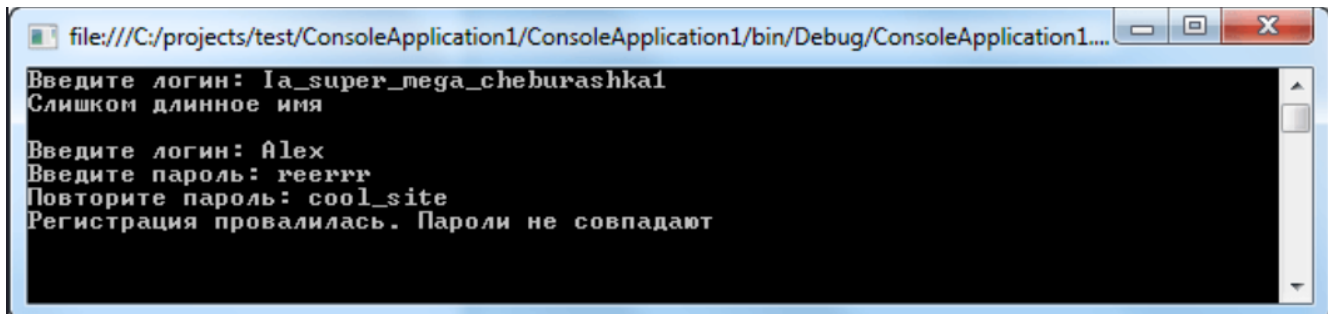 file:///C:/projects/test/ConsoleApplication1/ConsoleApplication1/bin/Debug/ConsoleApplication1....
Введите логин: Ia_super_mega_cheburashka1
Слишком длинное имя
Введите логин: Alex
Введите пароль: reerrr
Повторите пароль: cool_site
Регистрация провалилась. Пароли не совпадают